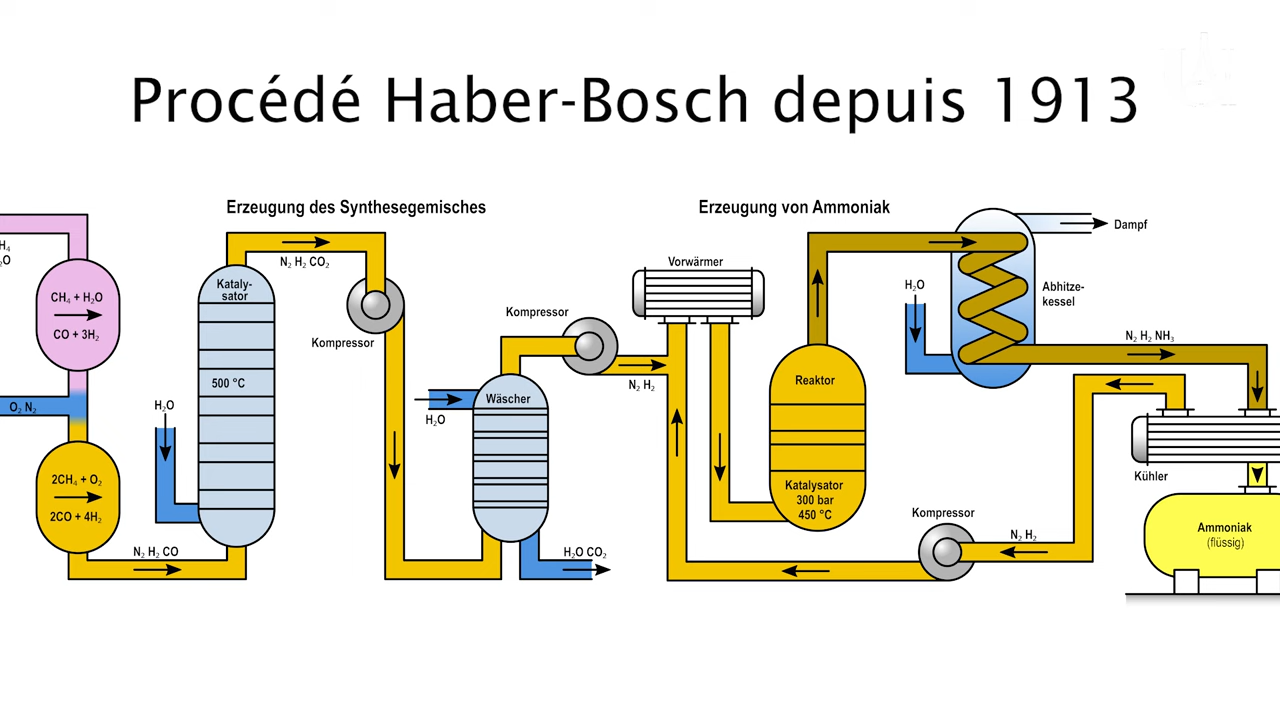 Procédé Haber-Bosch depuis 1913
Erzeugung des Synthesegemisches
Erzeugung von Ammoniak
CH₄ + H₂O
CO + 3H₂
O₂ N₂
2CH₄ + O₂
2CO + 4H₂
N₂ H₂ CO
H₂O
Kataly-
sator
500 °C
N₂ H₂ CO₂
Kompressor
H₂O
Wäscher
H₂O CO₂
Kompressor
N₂ H₂
Vorwärmer
Reaktor
Katalysator
300 bar
450 °C
H₂O
Dampf
Abhitze-
kessel
N₂ H₂ NH₃
Kühler
Ammoniak
(flüssig)
N₂ H₂
Kompressor